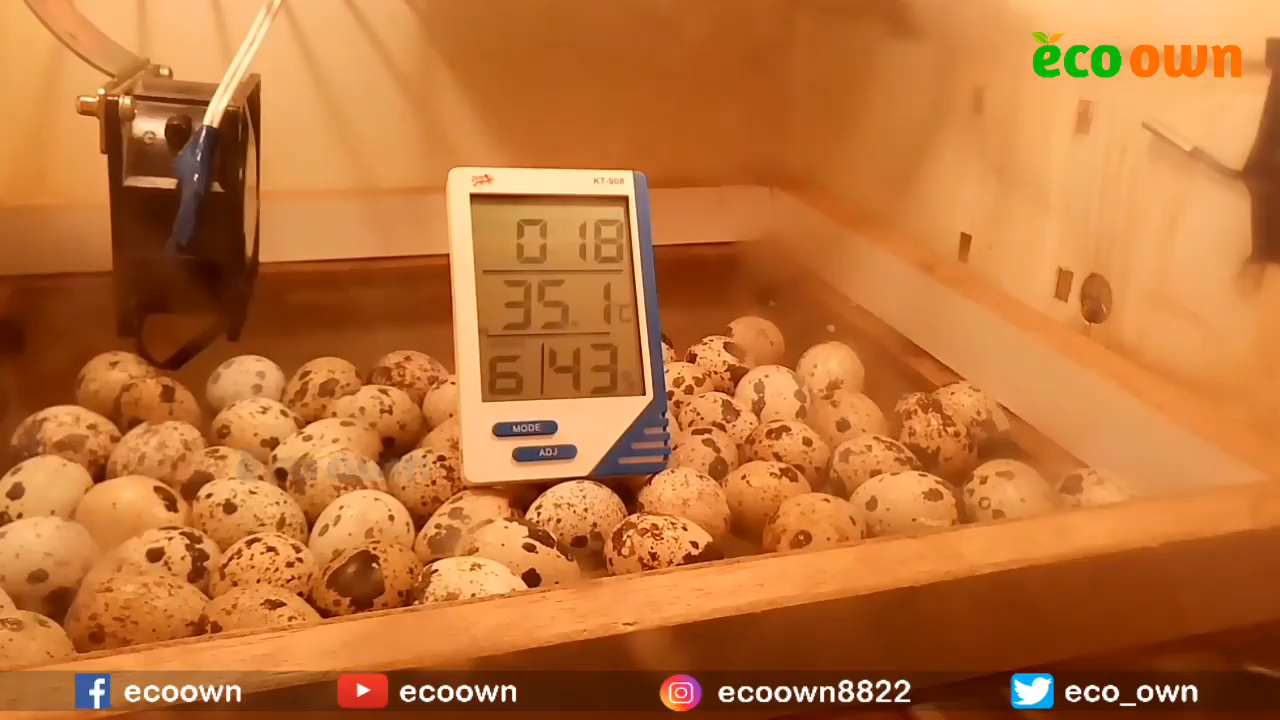 eco own
KT-908
0 18
35.1 °C
6 43
MODE
ADJ
ecoown
ecoown
ecoown8822
eco_own